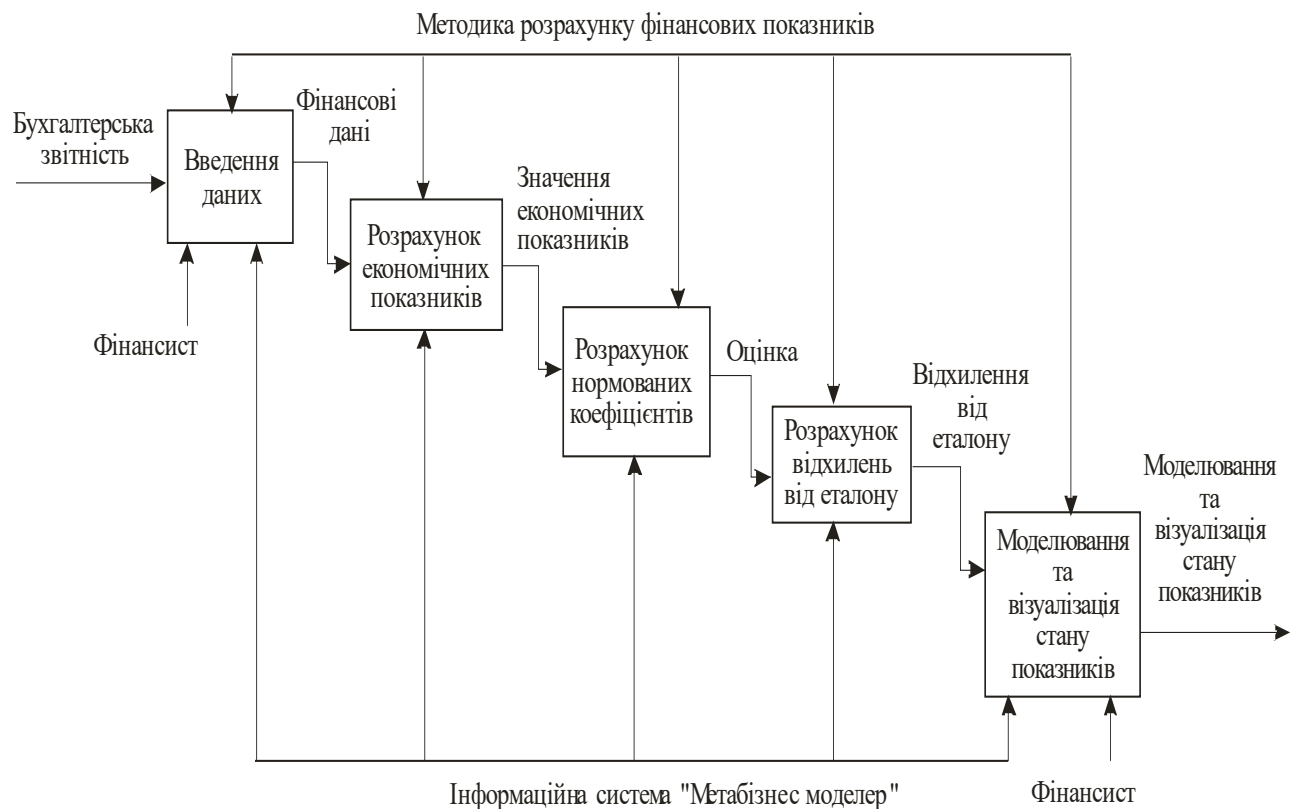 Методика розрахунку фінансових показників
Бухгалтерська
звітність
Введення
даних
Фінансові
дані
Фінансист
Розрахунок
економічних
показників
Значення
економічних
показників
Розрахунок
нормованих
коефіцієнтів
Оцінка
Розрахунок
відхилень
від еталону
Відхилення
від
еталону
Моделювання
та
візуалізація
стану
показників
Моделювання
та
візуалізація
стану
показників
Інформаційна система "Метабізнес моделер"
Фінансист